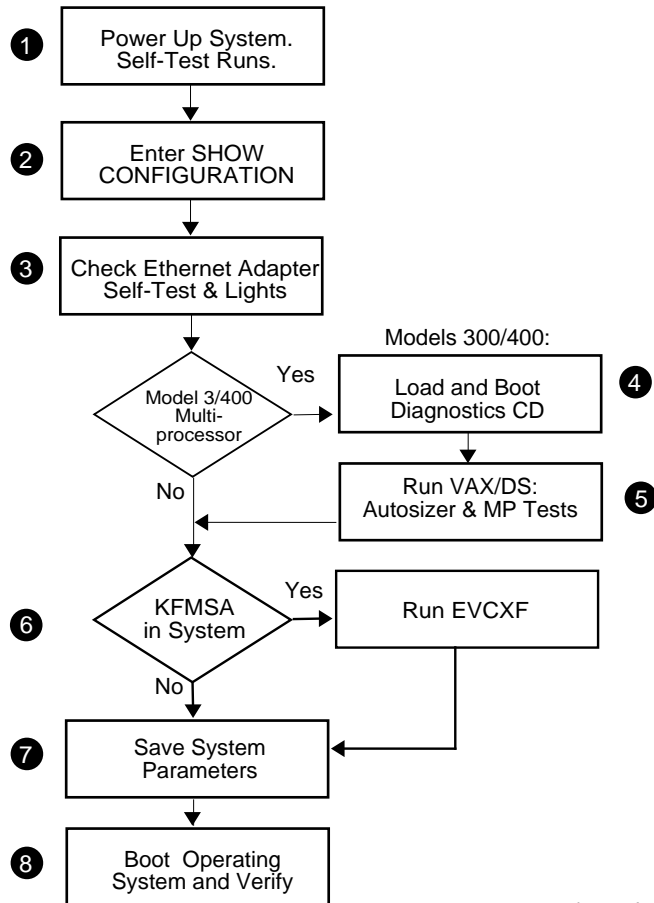 1
Power Up System.
Self-Test Runs.
2
Enter SHOW
CONFIGURATION
3
Check Ethernet Adapter
Self-Test & Lights
Models 300/400:
Model 3/400
Multi-
processor
Yes
No
4
Load and Boot
Diagnostics CD
5
Run VAX/DS:
Autosizer & MP Tests
6
KFMSA
in System
Yes
No
Run EVCXF
7
Save System
Parameters
8
Boot Operating
System and Verify